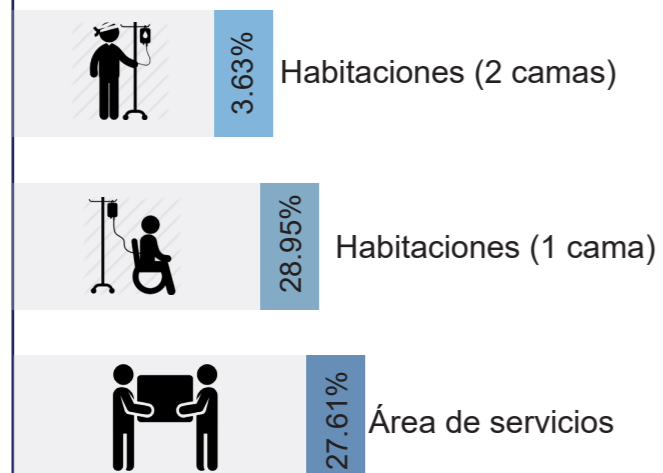 3.63%
Habitaciones (2 camas)
28.95%
Habitaciones (1 cama)
27.61%
Área de servicios